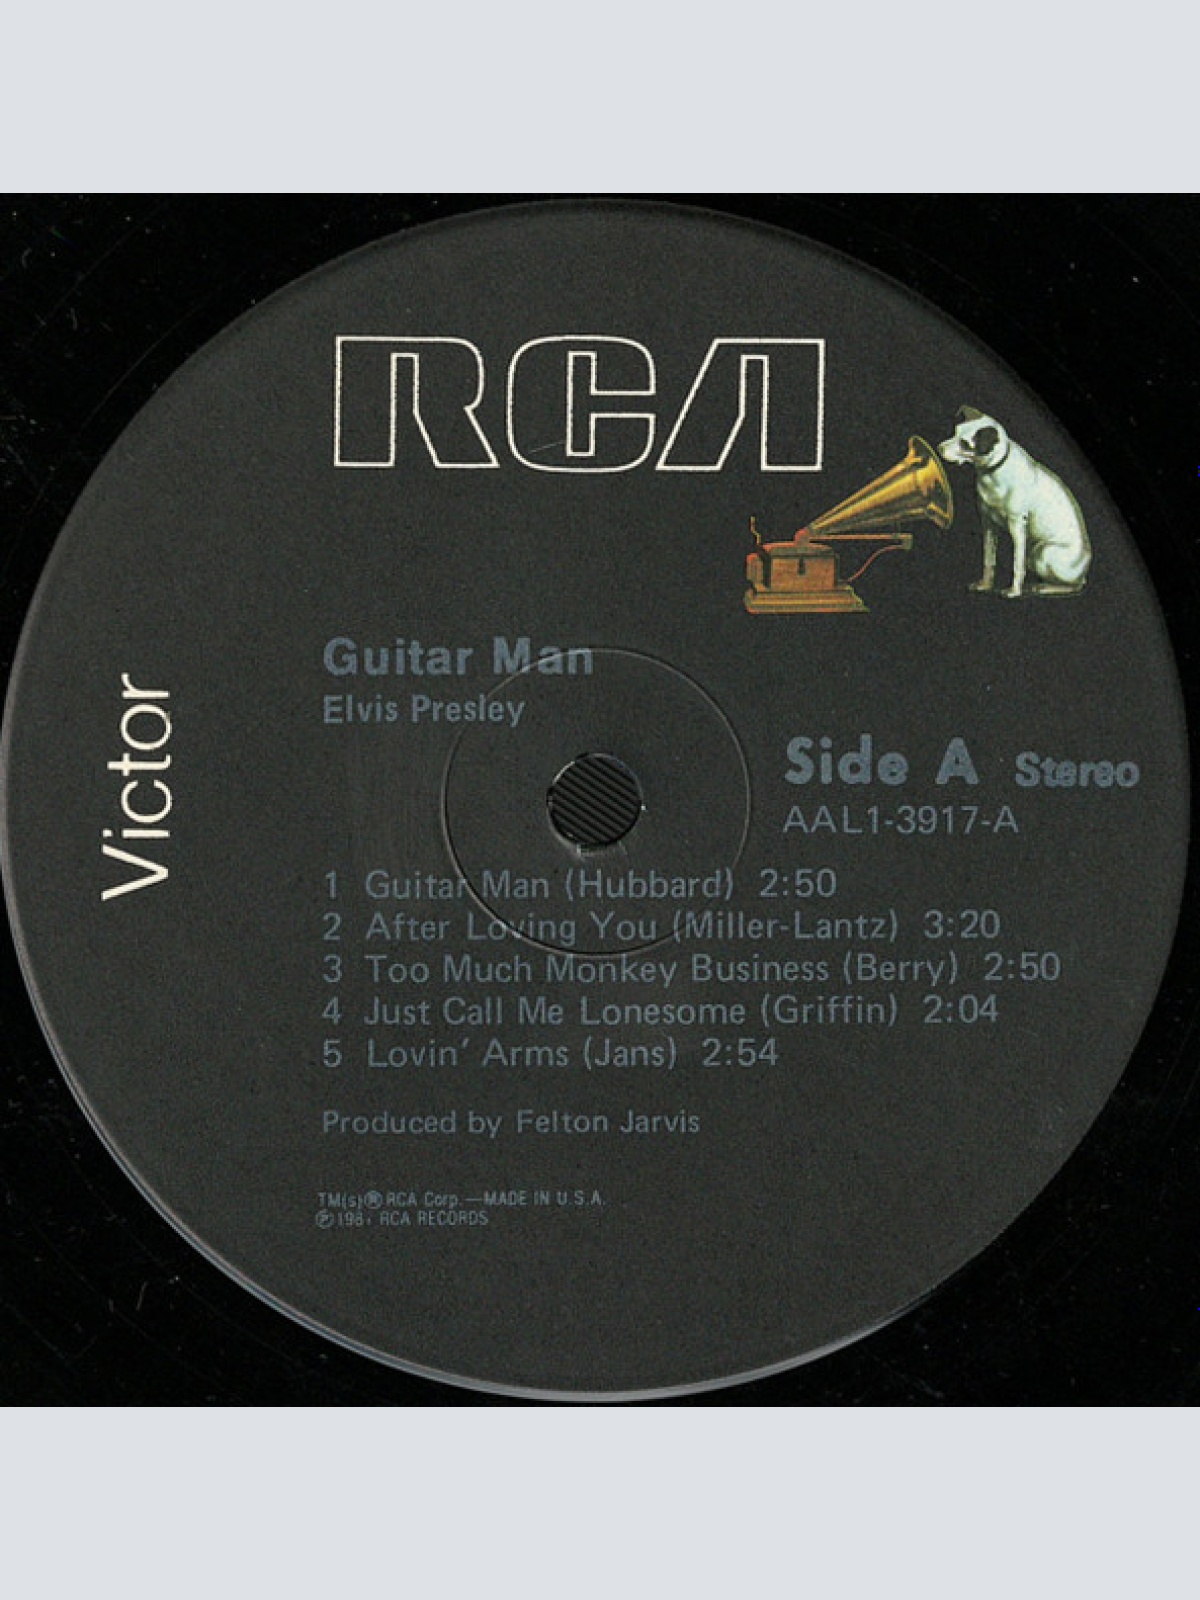 RCA
Victor
Guitar Man
Elvis Presley
Side A Stereo
AAL1-3917-A
1 Guitar Man (Hubbard) 2:50
2 After Loving You (Miller-Lantz) 3:20
3 Too Much Monkey Business (Berry) 2:50
4 Just Call Me Lonesome (Griffin) 2:04
5 Lovin' Arms (Jans) 2:54
Produced by Felton Jarvis
TM(s)® RCA Corp.—MADE IN U.S.A.
℗ RCA RECORDS